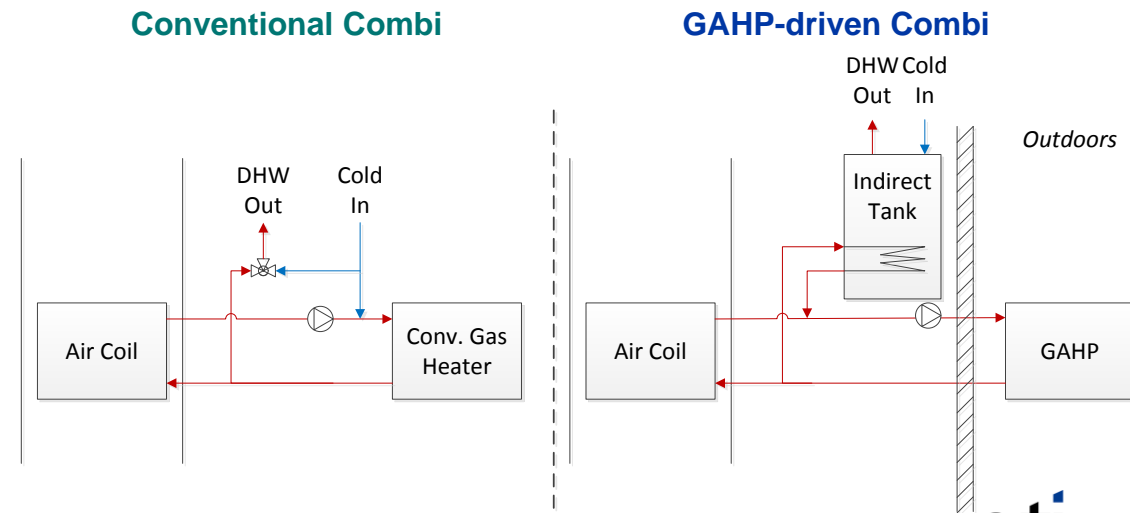 Conventional Combi
DHW
Out
Cold
In
Air Coil
Conv. Gas
Heater
GAHP-driven Combi
DHW Cold
Out In
Outdoors
Indirect
Tank
Air Coil
GAHP